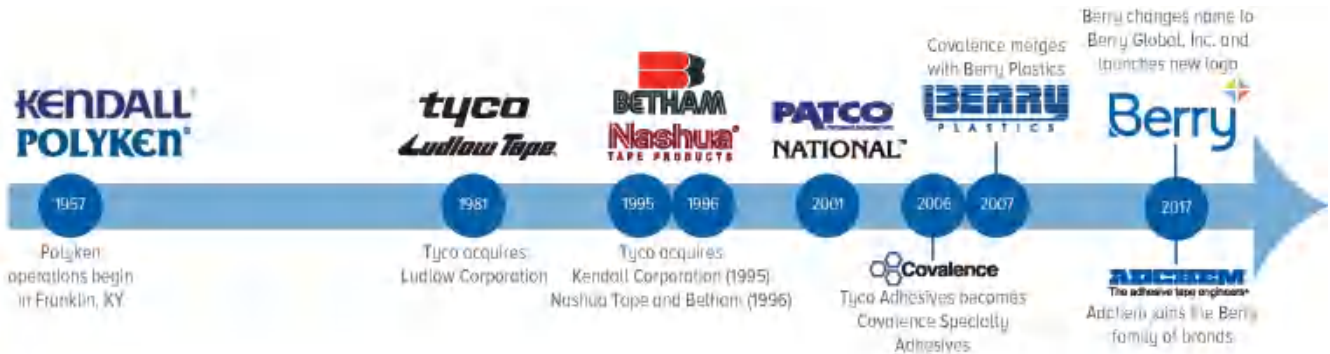 KENDALL
POLYKEN®
1957
Polyken
operations begin
in Franklin, KY
tyco
Ludlow Tape
1981
Tyco acquires
Ludlow Corporation
BETHAM
Nashua®
TAPE PRODUCTS
1995
1996
Tyco acquires
Kendall Corporation (1995)
Nashua Tape and Betham (1996)
PATCO
NATIONAL™
2001
2006
Covalence
Tyco Adhesives becomes
Covalence Specialty
Adhesives
Covalence merges
with Berry Plastics
BERRY
PLASTICS
2007
Berry changes name to
Berry Global, Inc. and
launches new logo
Berry
2017
ADCHEM
The adhesive tape engineers®
Adchem joins the Berry
family of brands